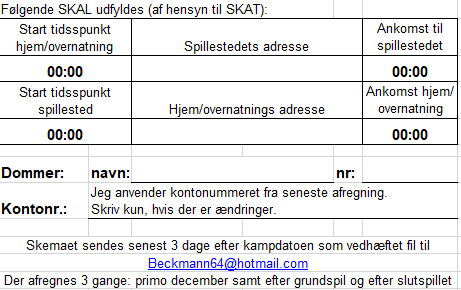 Følgende SKAL udfyldes (af hensyn til SKAT):
Start tidsspunkt hjem/overnatning
Spillestedets adresse
Ankomst til spillestedet
00:00
00:00
Start tidsspunkt spillested
Hjem/overnatnings adresse
Ankomst hjem/ overnatning
00:00
00:00
Dommer: navn: nr:
Kontonr.:
Jeg anvender kontonummeret fra seneste afregning.
Skriv kun, hvis der er ændringer.
Skemaet sendes senest 3 dage efter kampdatoen som vedhæftet fil til
Beckmann64@hotmail.com
Der afregnes 3 gange: primo december samt efter grundspil og efter slutspillet